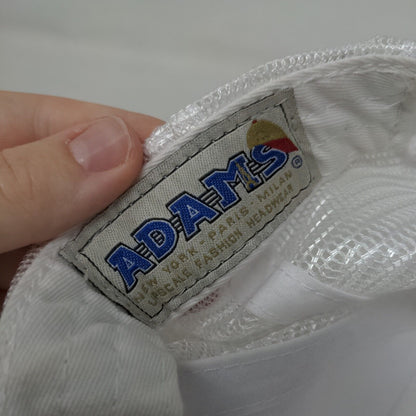 ADAMS®
NEW YORK - PARIS - MILAN
UPSCALE FASHION HEADWEAR